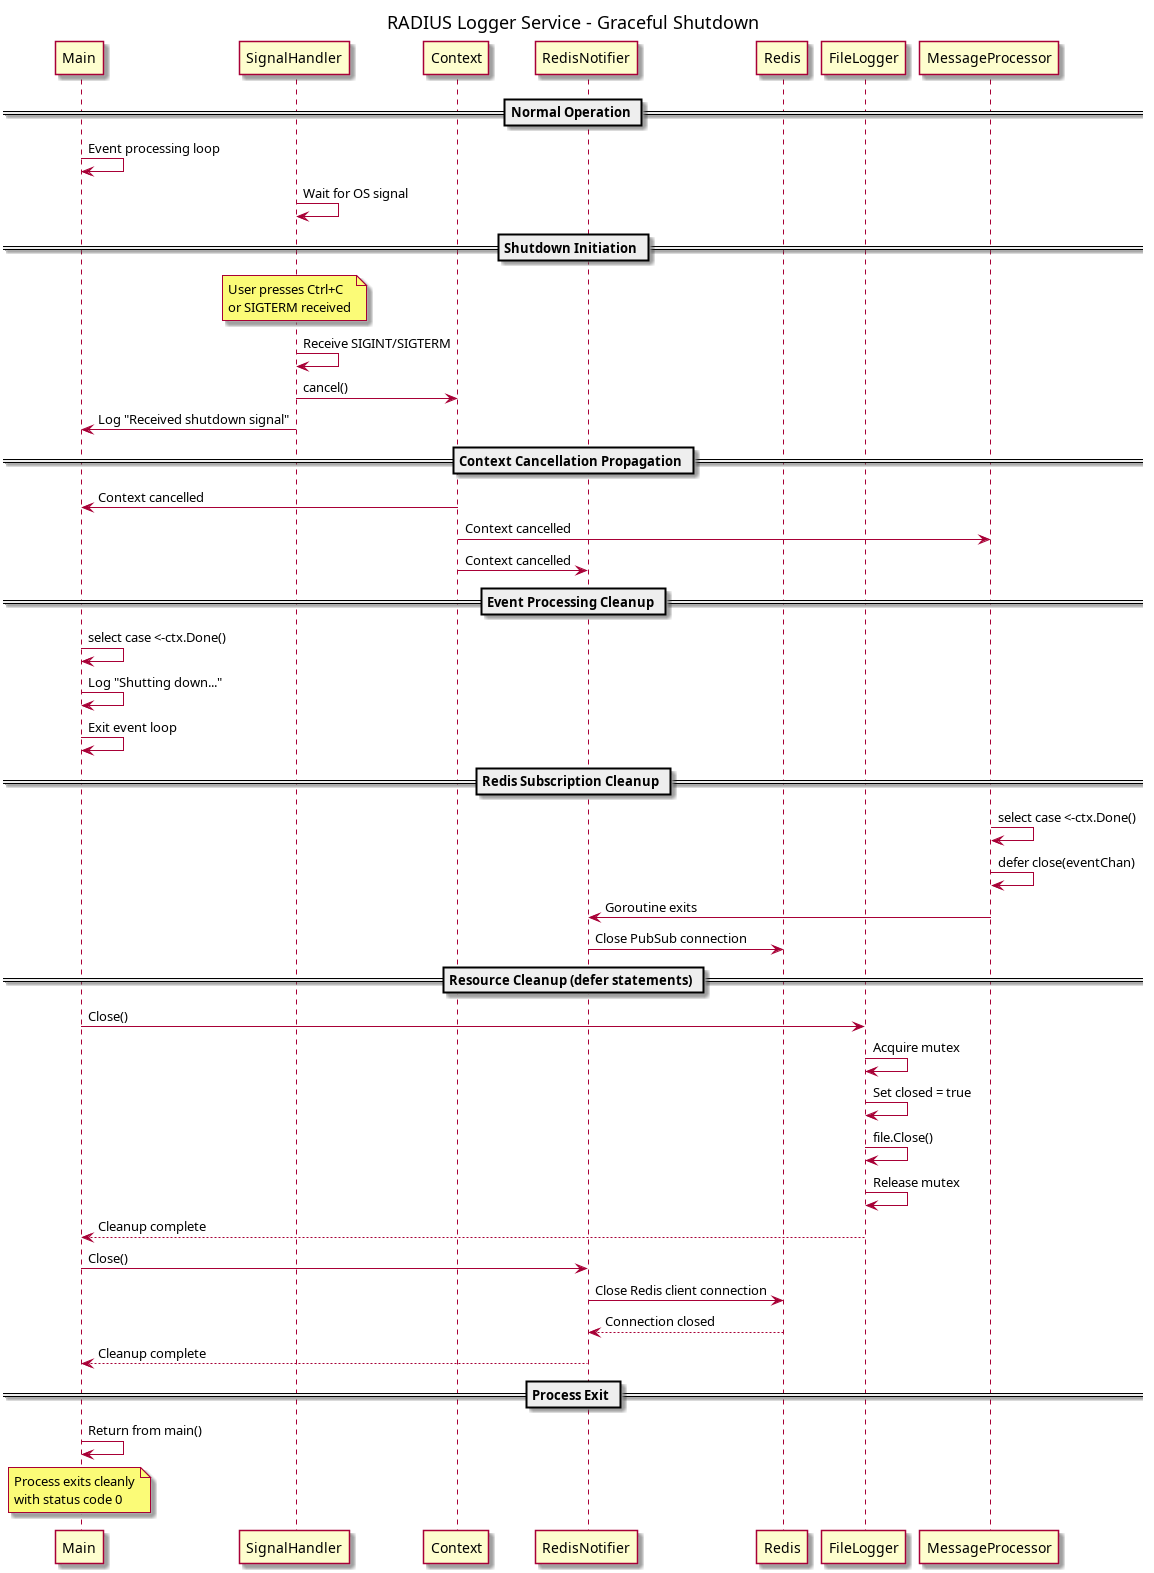 RADIUS Logger Service - Graceful Shutdown
Main
SignalHandler
Context
RedisNotifier
Redis
FileLogger
MessageProcessor
Normal Operation
Event processing loop
Wait for OS signal
Shutdown Initiation
User presses Ctrl+C
or SIGTERM received
Receive SIGINT/SIGTERM
cancel()
Log "Received shutdown signal"
Context Cancellation Propagation
Context cancelled
Context cancelled
Context cancelled
Event Processing Cleanup
select case <-ctx.Done()
Log "Shutting down..."
Exit event loop
Redis Subscription Cleanup
select case <-ctx.Done()
defer close(eventChan)
Goroutine exits
Close PubSub connection
Resource Cleanup (defer statements)
Close()
Acquire mutex
Set closed = true
file.Close()
Release mutex
Cleanup complete
Close()
Close Redis client connection
Connection closed
Cleanup complete
Process Exit
Return from main()
Process exits cleanly
with status code 0
Main
SignalHandler
Context
RedisNotifier
Redis
FileLogger
MessageProcessor